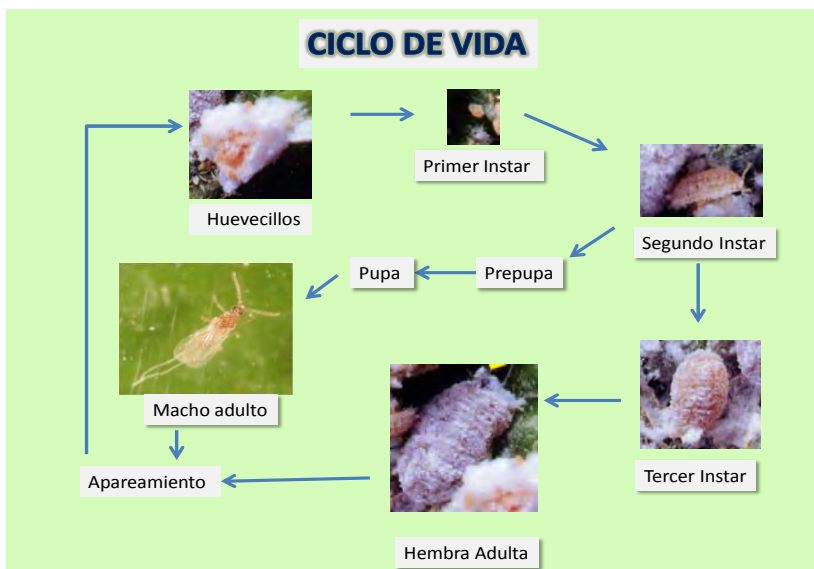 CICLO DE VIDA
Huevecillos
Primer Instar
Segundo Instar
Pupa
Prepupa
Macho adulto
Tercer Instar
Apareamiento
Hembra Adulta